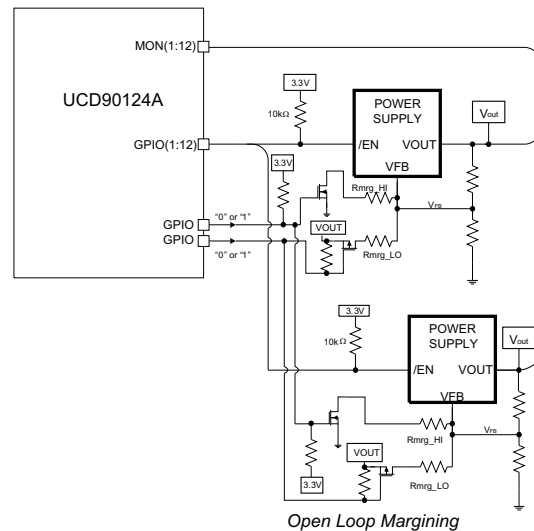 MON(1:12)
3.3V
UCD90124A
10kΩ
POWER
SUPPLY
Vout
GPIO(1:12)
/EN
VOUT
3.3V
VFB
Rmrg_HI
GPIO
"0" or "1"
VFB
VOUT
GPIO
"0" or "1"
Rmrg_LO
3.3V
POWER
SUPPLY
Vout
10kΩ
/EN
VOUT
VFB
Rmrg_HI
VFB
VOUT
3.3V
Rmrg_LO
Open Loop Margining